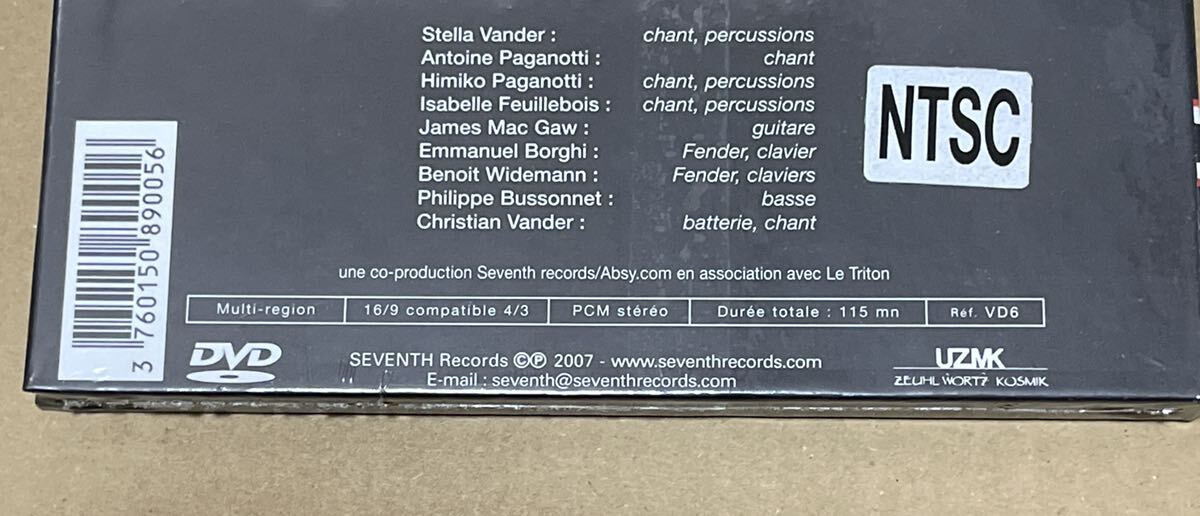 Stella Vander : chant, percussions
Antoine Paganotti : chant
Himiko Paganotti : chant, percussions
Isabelle Feuillebois : chant, percussions
James Mac Gaw : guitare
Emmanuel Borghi : Fender, clavier
Benoit Widemann : Fender, claviers
Philippe Bussonnet : basse
Christian Vander : batterie, chant
NTSC
3 760150 890056
une co-production Seventh records/Absy.com en association avec Le Triton
Multi-region 16/9 compatible 4/3 PCM stéréo Durée totale : 115 mn Réf. VD6
DVD
SEVENTH Records ©℗ 2007 - www.seventhrecords.com
E-mail : seventh@seventhrecords.com
UZMK
ZEUHL WORTZ KOSMIK